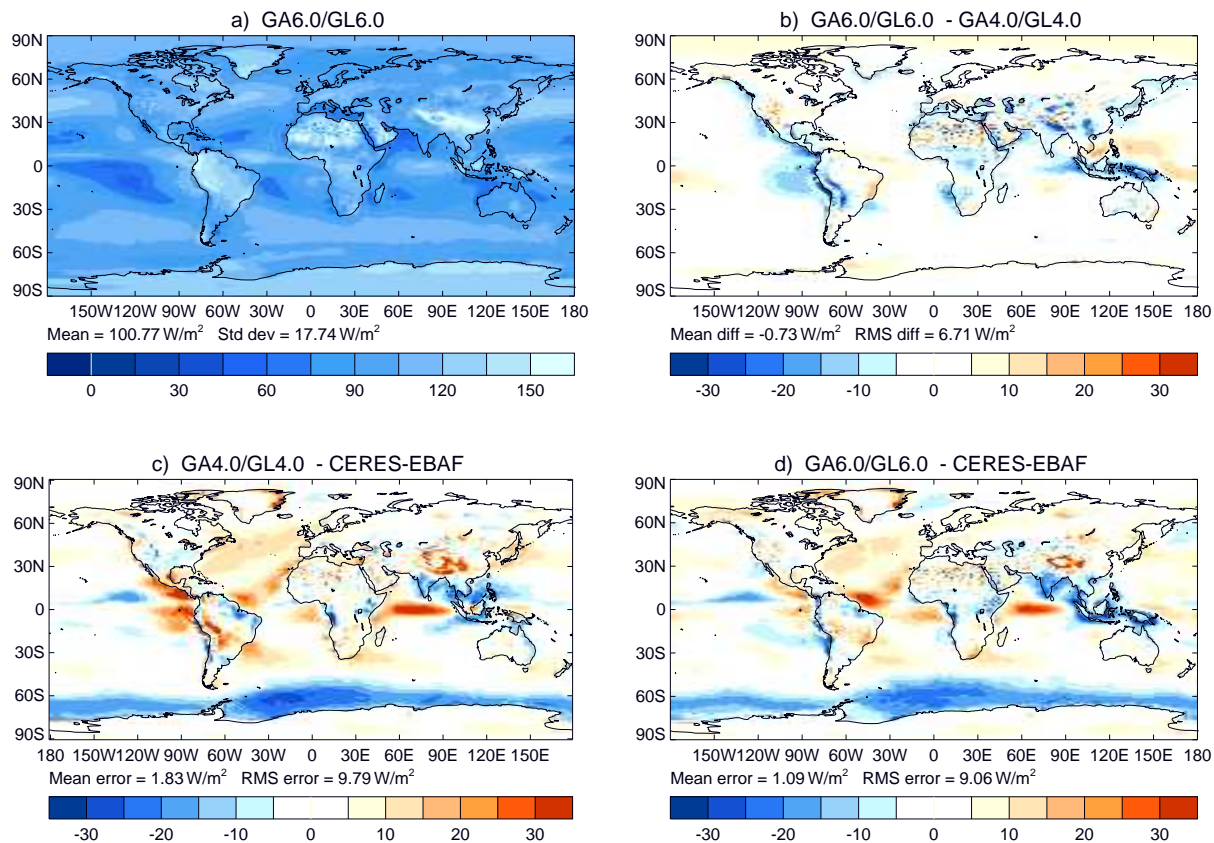 a) GA6.0/GL6.0
90N
60N
30N
0
30S
60S
90S
150W 120W 90W 60W 30W 0 30E 60E 90E 120E 150E 180
Mean = 100.77 W/m² Std dev = 17.74 W/m²
0 30 60 90 120 150
b) GA6.0/GL6.0 - GA4.0/GL4.0
90N
60N
30N
0
30S
60S
90S
150W 120W 90W 60W 30W 0 30E 60E 90E 120E 150E 180
Mean diff = -0.73 W/m² RMS diff = 6.71 W/m²
-30 -20 -10 0 10 20 30
c) GA4.0/GL4.0 - CERES-EBAF
90N
60N
30N
0
30S
60S
90S
180 150W 120W 90W 60W 30W 0 30E 60E 90E 120E 150E
Mean error = 1.83 W/m² RMS error = 9.79 W/m²
-30 -20 -10 0 10 20 30
d) GA6.0/GL6.0 - CERES-EBAF
90N
60N
30N
0
30S
60S
90S
150W 120W 90W 60W 30W 0 30E 60E 90E 120E 150E 180
Mean error = 1.09 W/m² RMS error = 9.06 W/m²
-30 -20 -10 0 10 20 30